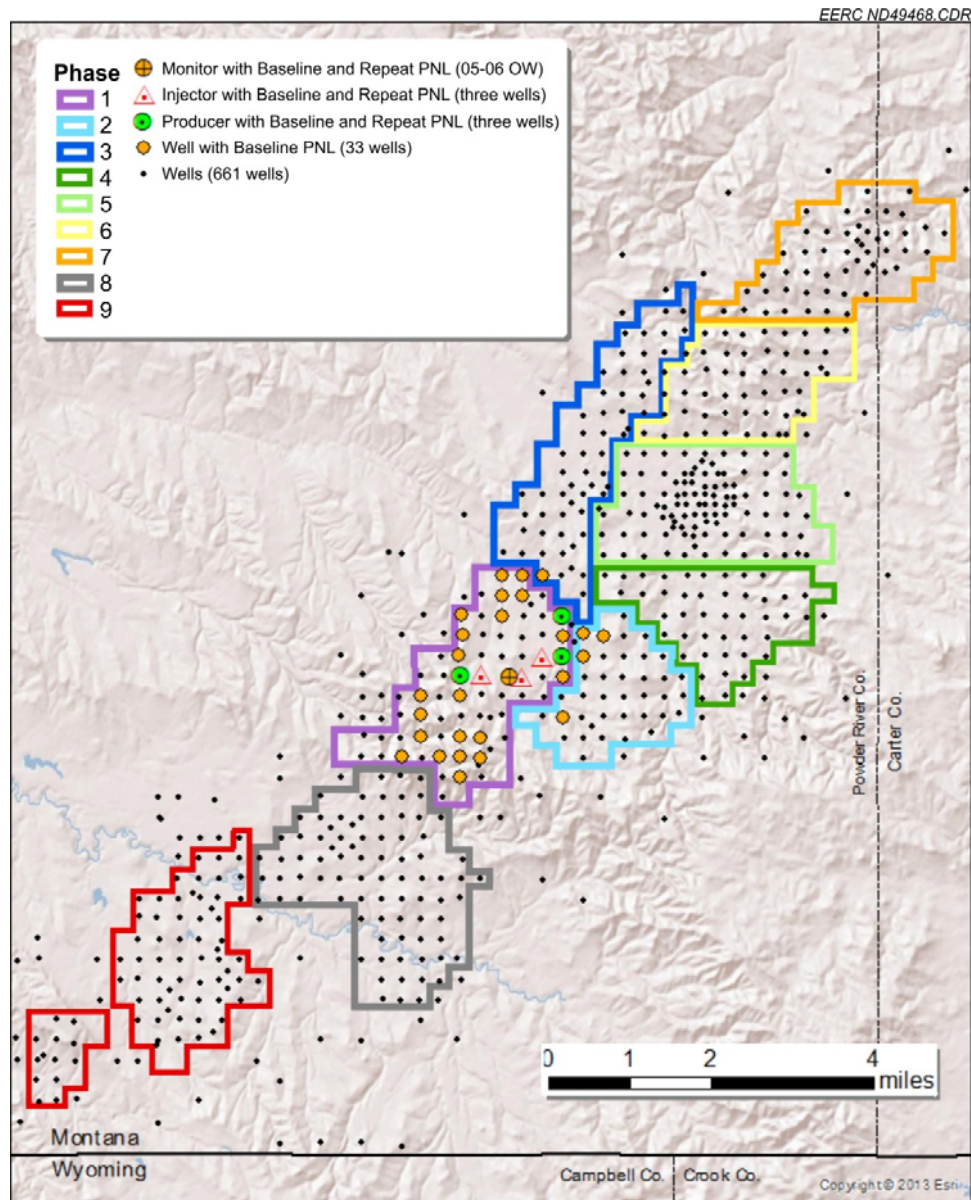 EERC ND49468.CDR
Phase
1
2
3
4
5
6
7
8
9
Monitor with Baseline and Repeat PNL (05-06 OW)
Injector with Baseline and Repeat PNL (three wells)
Producer with Baseline and Repeat PNL (three wells)
Well with Baseline PNL (33 wells)
Wells (661 wells)
Powder River Co.
Carter Co.
0 1 2 4
miles
Montana
Wyoming
Campbell Co. Crook Co.
Copyright © 2013 Esri